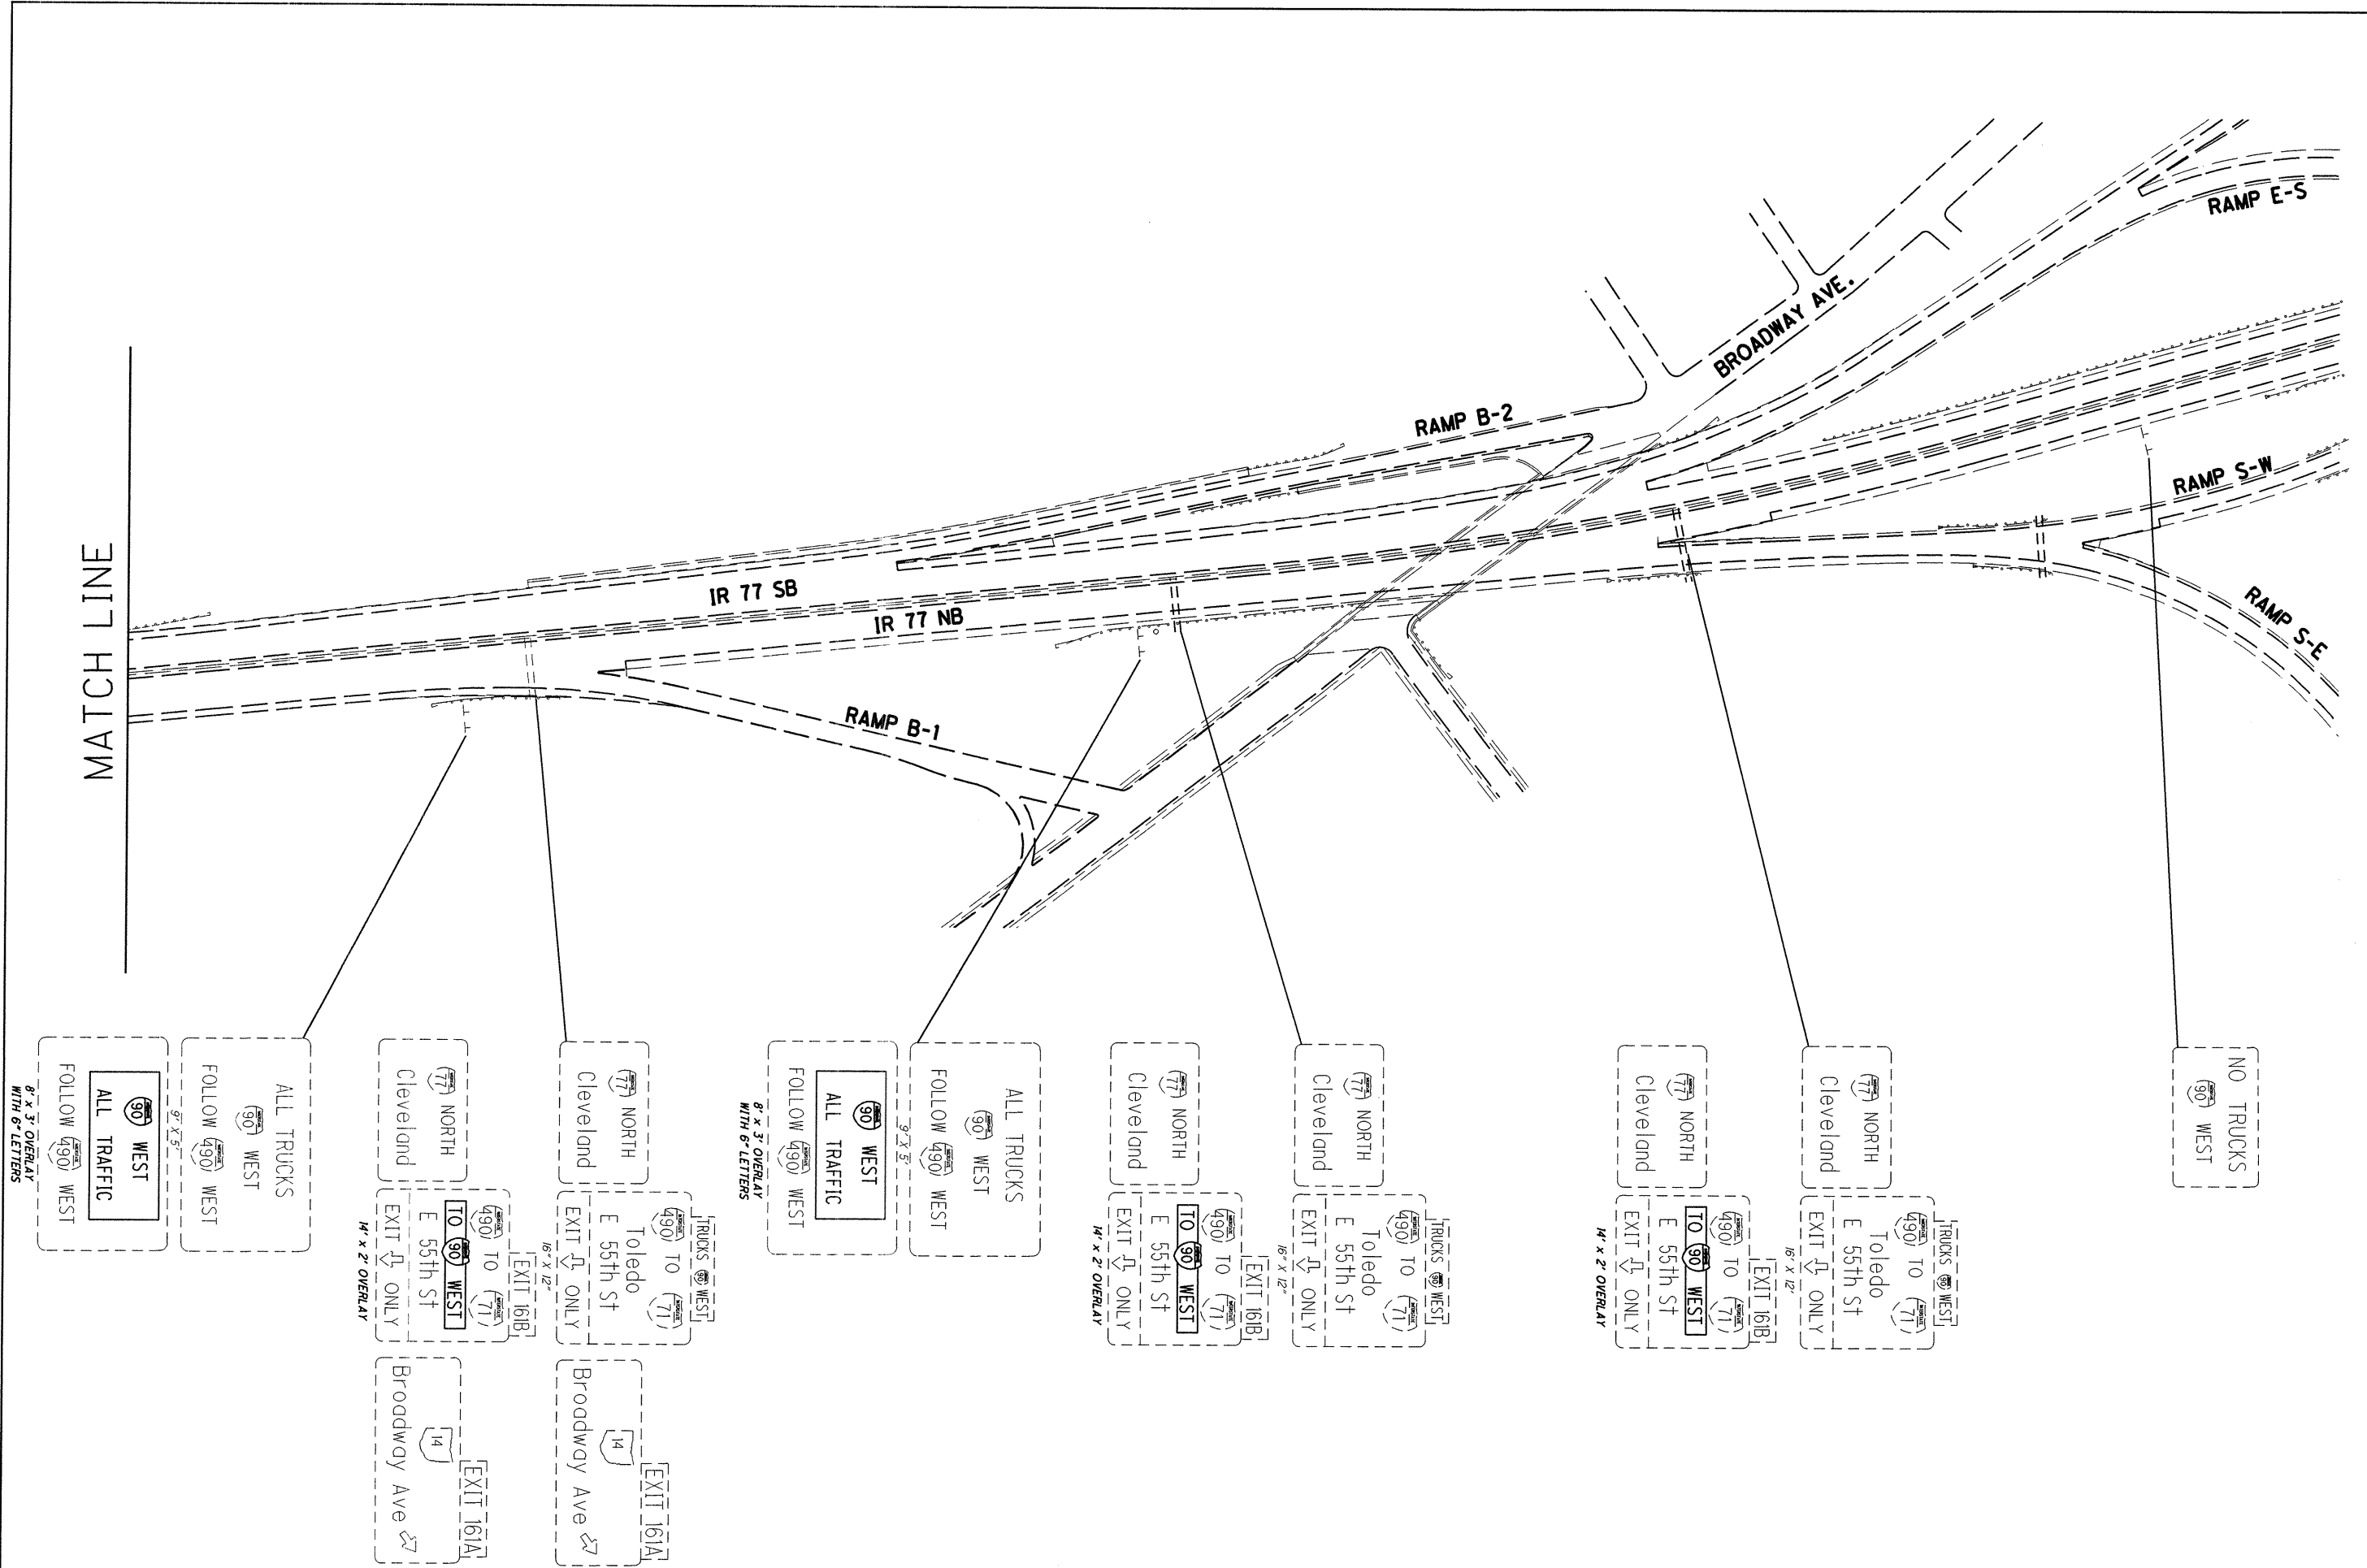 RAMP E-S
BROADWAY AVE.
RAMP B-2
RAMP S-W
RAMP S-E
IR 77 SB
IR 77 NB
RAMP B-1
MATCH LINE
90 WEST
ALL TRAFFIC
FOLLOW 490 WEST
8' x 3' OVERLAY
WITH 6" LETTERS
ALL TRUCKS
90 WEST
FOLLOW 490 WEST
9' X 5'
77 NORTH
Cleveland
EXIT 161B
490 TO 71
TO 90 WEST
E 55th St
EXIT ONLY
14' x 2' OVERLAY
EXIT 161A
14
Broadway Ave
77 NORTH
Cleveland
TRUCKS 90 WEST
490 TO 71
Toledo
E 55th St
EXIT ONLY
16" X 12"
EXIT 161A
14
Broadway Ave
90 WEST
ALL TRAFFIC
FOLLOW 490 WEST
8' x 3' OVERLAY
WITH 6" LETTERS
ALL TRUCKS
90 WEST
FOLLOW 490 WEST
9' X 5'
77 NORTH
Cleveland
EXIT 161B
490 TO 71
TO 90 WEST
E 55th St
EXIT ONLY
14' x 2' OVERLAY
77 NORTH
Cleveland
TRUCKS 90 WEST
490 TO 71
Toledo
E 55th St
EXIT ONLY
16" X 12"
77 NORTH
Cleveland
EXIT 161B
490 TO 71
TO 90 WEST
E 55th St
EXIT ONLY
14' x 2' OVERLAY
77 NORTH
Cleveland
TRUCKS 90 WEST
490 TO 71
Toledo
E 55th St
EXIT ONLY
16" X 12'
NO TRUCKS
90 WEST